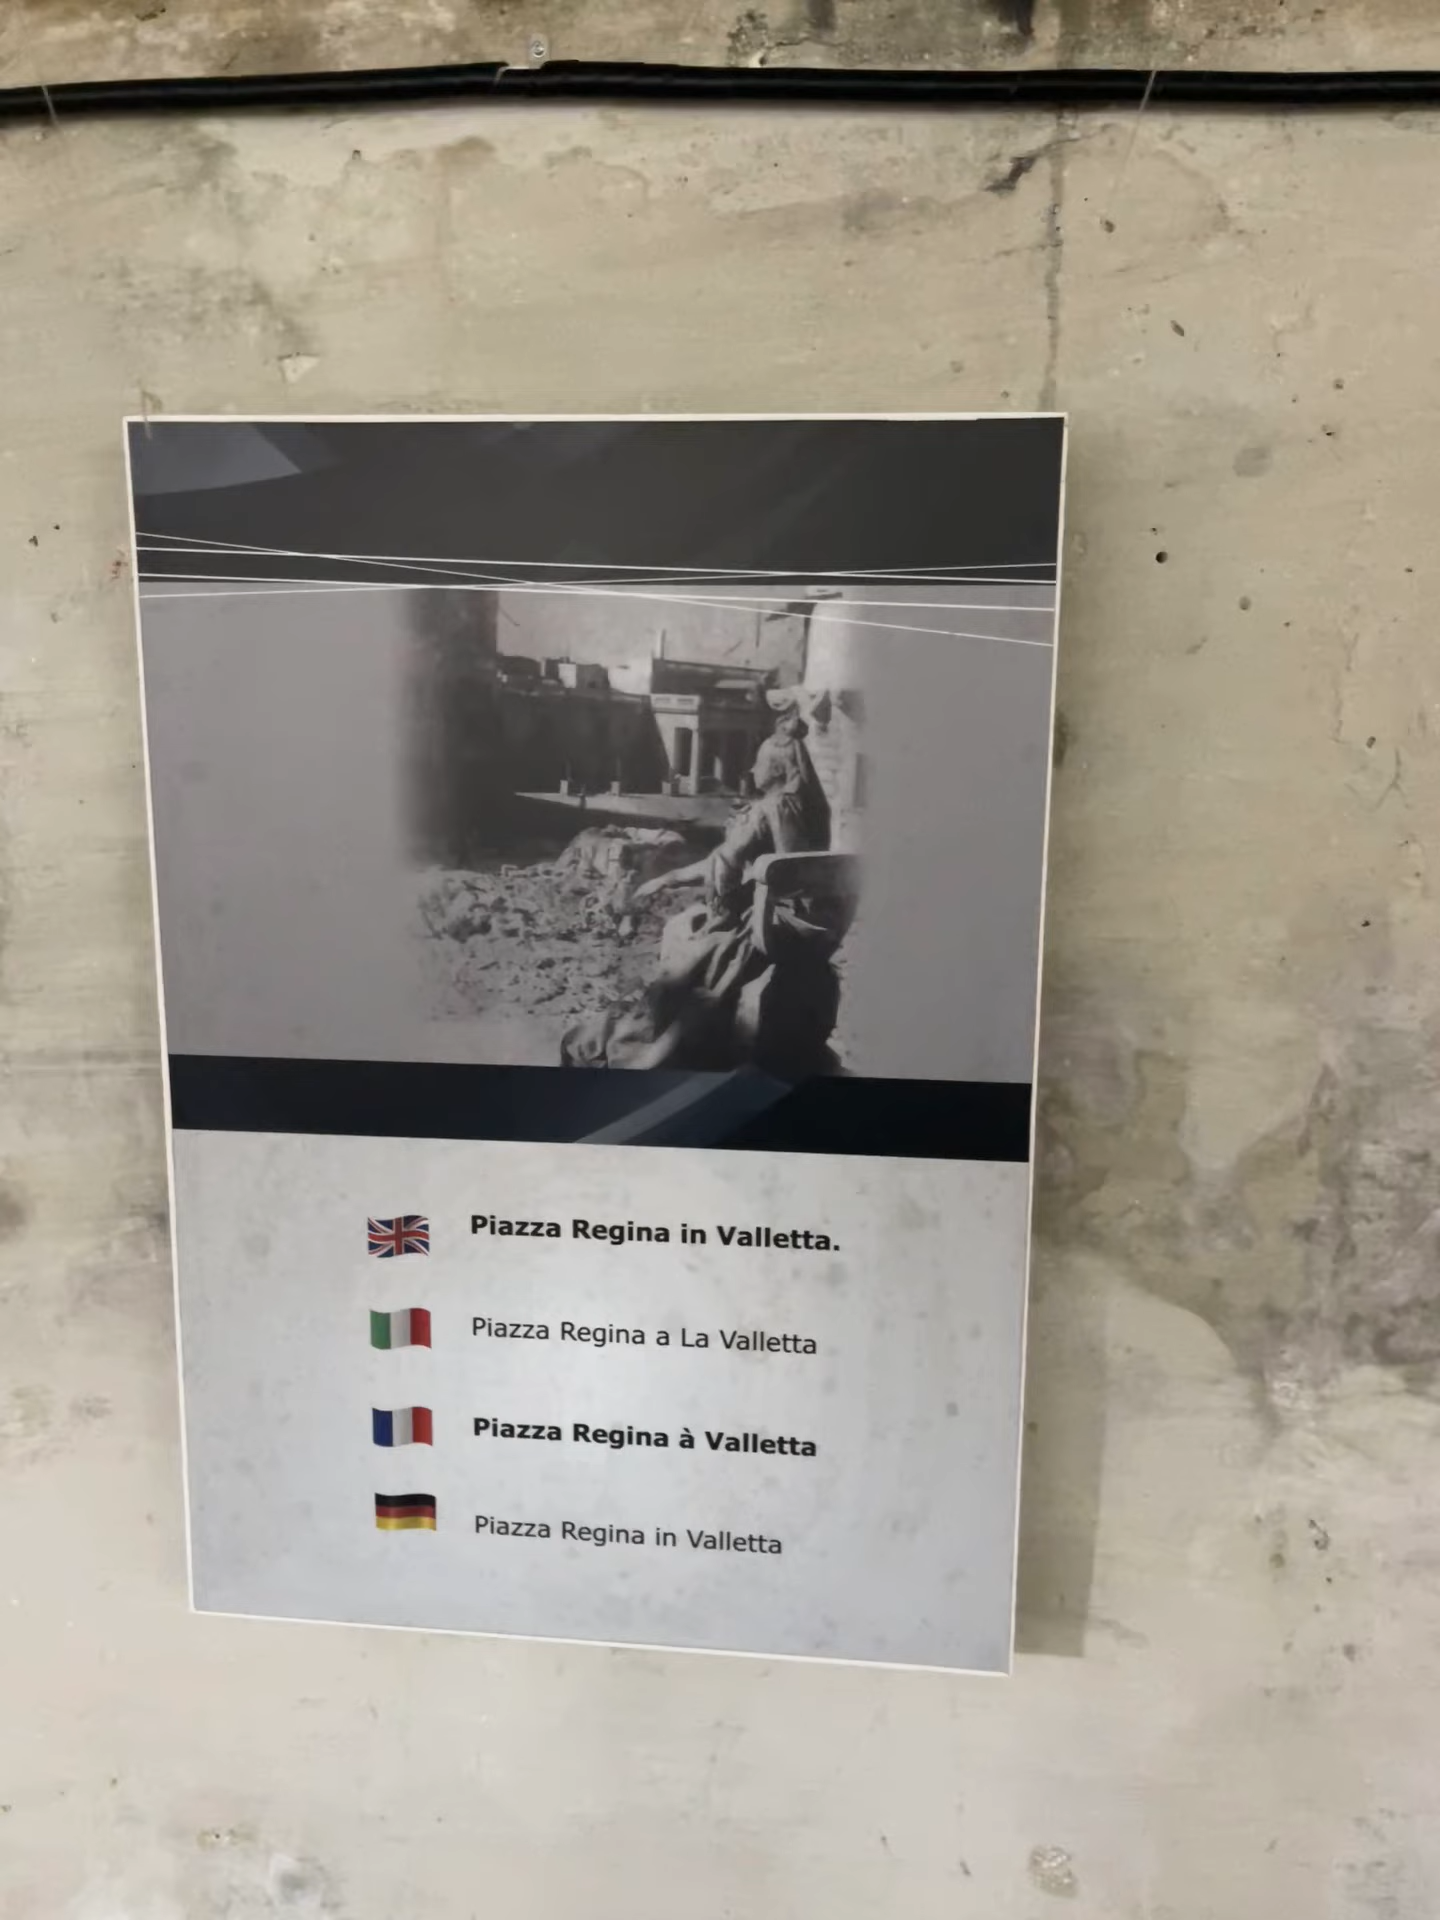 Piazza Regina in Valletta.
Piazza Regina a La Valletta
Piazza Regina à Valletta
Piazza Regina in Valletta